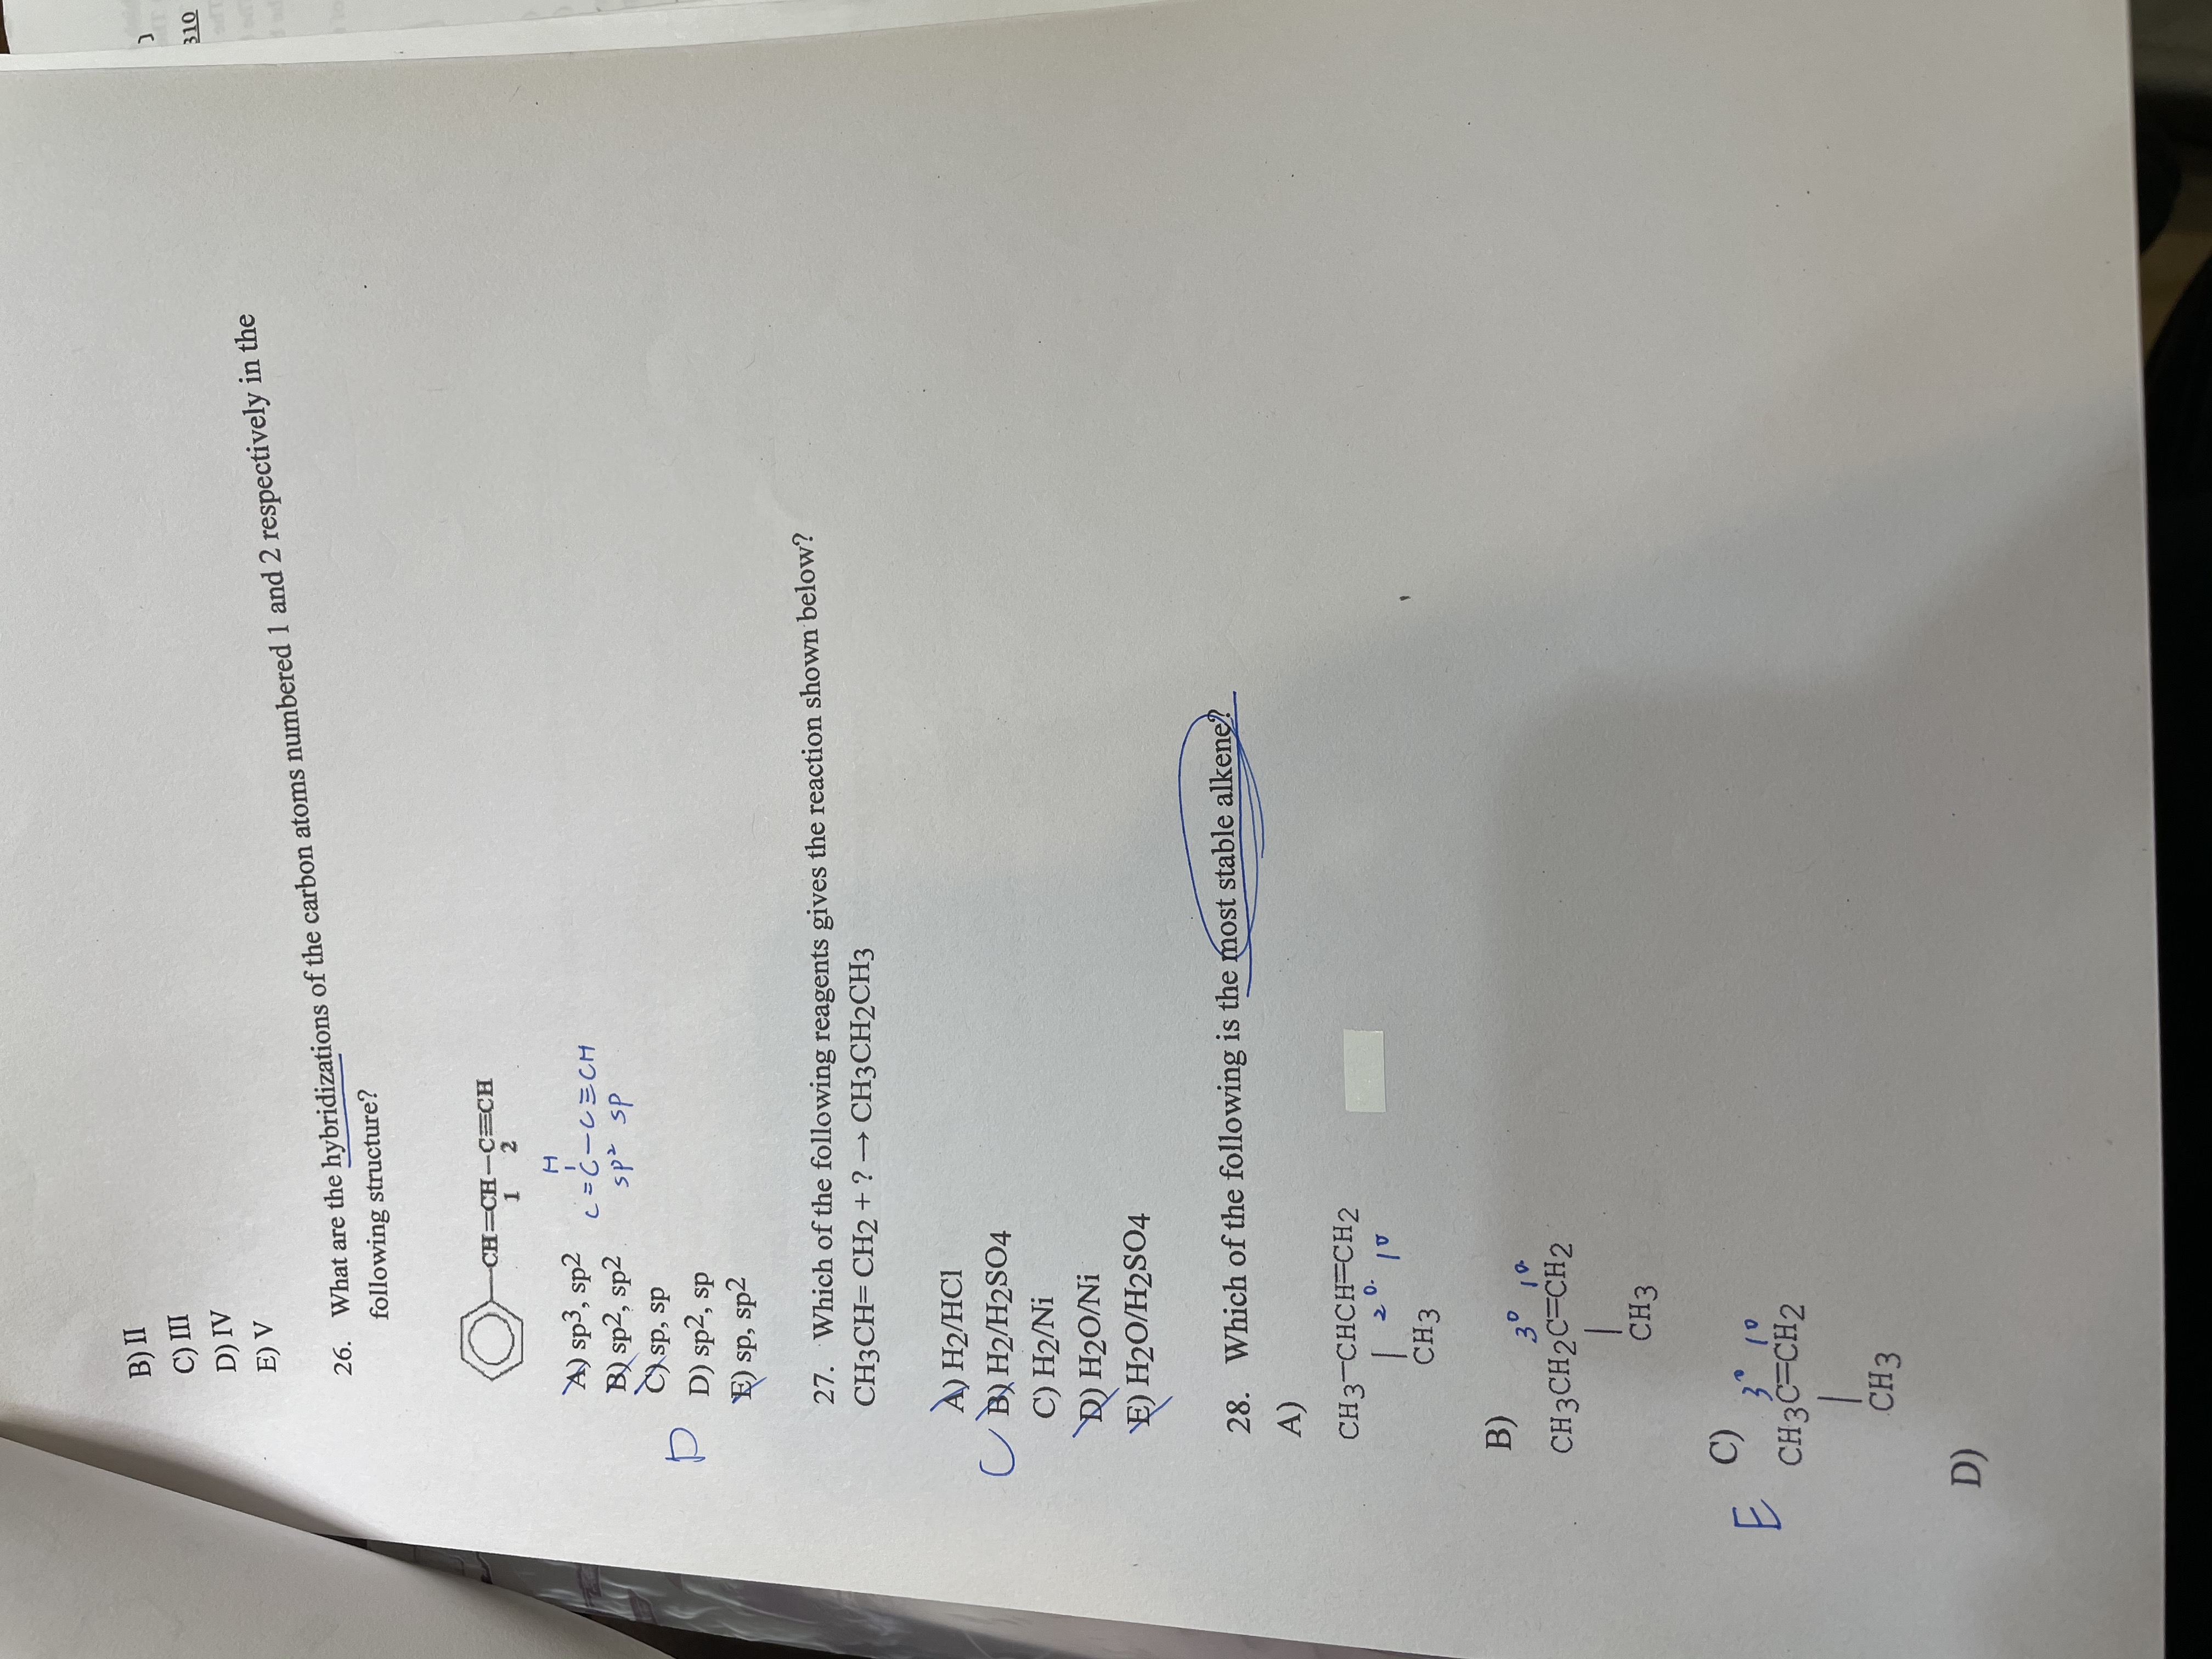 B) II
C) III
D) IV
E) V
310
26. What are the hybridizations of the carbon atoms numbered 1 and 2 respectively in the
following structure?
CH=CH—C≡CH
1 2
H
C=C—C≡CH
sp² sp
A) sp3, sp2
B) sp2, sp2
C) sp, sp
D
D) sp2, sp
E) sp, sp2
27. Which of the following reagents gives the reaction shown below?
CH3CH= CH2 + ? → CH3CH2CH3
A) H2/HCl
C
B) H2/H2SO4
C) H2/Ni
D) H2O/Ni
E) H2O/H2SO4
28. Which of the following is the most stable alkene?
A)
CH3—CHCH=CH2
2° 1°
CH3
B)
3° 1°
CH3CH2C=CH2
CH3
C)
E
3° 1°
CH3C=CH2
CH3
D)